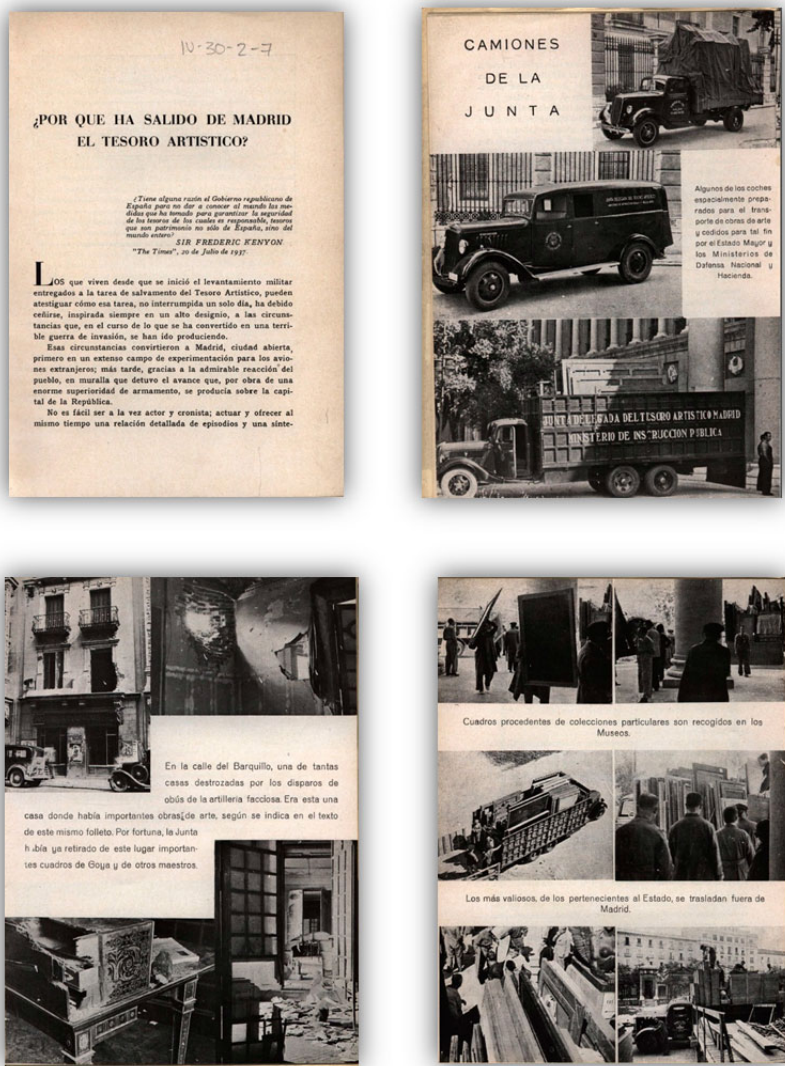 IV-30-2-7
¿POR QUE HA SALIDO DE MADRID
EL TESORO ARTISTICO?
¿Tiene alguna razón el Gobierno republicano de
España para no dar a conocer al mundo las me-
didas que ha tomado para garantizar la seguridad
de los tesoros de los cuales es responsable, tesoros
que son patrimonio no sólo de España, sino del
mundo entero?
SIR FREDERIC KENYON
"The Times", 20 de Julio de 1937.
LOS que viven desde que se inició el levantamiento militar
entregados a la tarea de salvamento del Tesoro Artístico, pueden
atestiguar cómo esa tarea, no interrumpida un solo día, ha debido
ceñirse, inspirada siempre en un alto designio, a las circuns-
tancias que, en el curso de lo que se ha convertido en una terri-
ble guerra de invasión, se han ido produciendo.
Esas circunstancias convirtieron a Madrid, ciudad abierta,
primero en un extenso campo de experimentación para los avio-
nes extranjeros; más tarde, gracias a la admirable reacción del
pueblo, en muralla que detuvo el avance que, por obra de una
enorme superioridad de armamento, se producía sobre la capi-
tal de la República.
No es fácil ser a la vez actor y cronista; actuar y ofrecer al
mismo tiempo una relación detallada de episodios y una sinte-
CAMIONES
DE LA
JUNTA
Algunos de los coches
especialmente prepa-
rados para el trans-
porte de obras de arte
y cedidos para tal fin
por el Estado Mayor y
los Ministerios de
Defensa Nacional y
Hacienda.
JUNTA DELEGADA DEL TESORO ARTISTICO MADRID
MINISTERIO DE INSTRUCCION PUBLICA
En la calle del Barquillo, una de tantas
casas destrozadas por los disparos de
obús de la artillería facciosa. Era esta una
casa donde había importantes obras de arte, según se indica en el texto
de este mismo folleto. Por fortuna, la Junta
había ya retirado de este lugar importan-
tes cuadros de Goya y de otros maestros.
Cuadros procedentes de colecciones particulares son recogidos en los
Museos.
Los más valiosos, de los pertenecientes al Estado, se trasladan fuera de
Madrid.